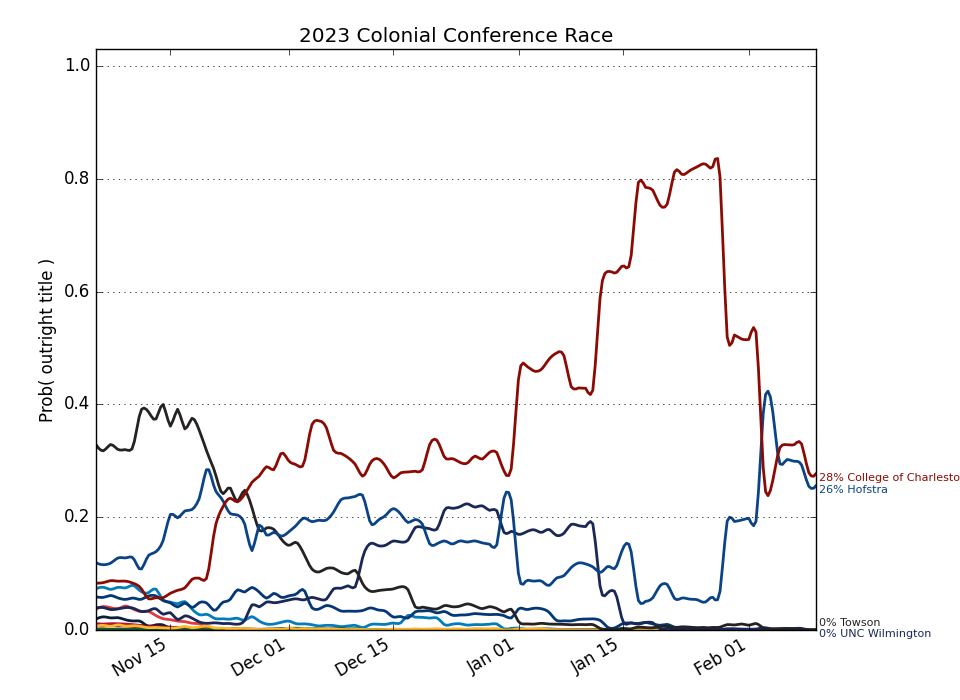 2023 Colonial Conference Race
Prob( outright title )
1.0
0.8
0.6
0.4
0.2
0.0
28% College of Charlesto
26% Hofstra
0% Towson
0% UNC Wilmington
Nov 15
Dec 01
Dec 15
Jan 01
Jan 15
Feb 01